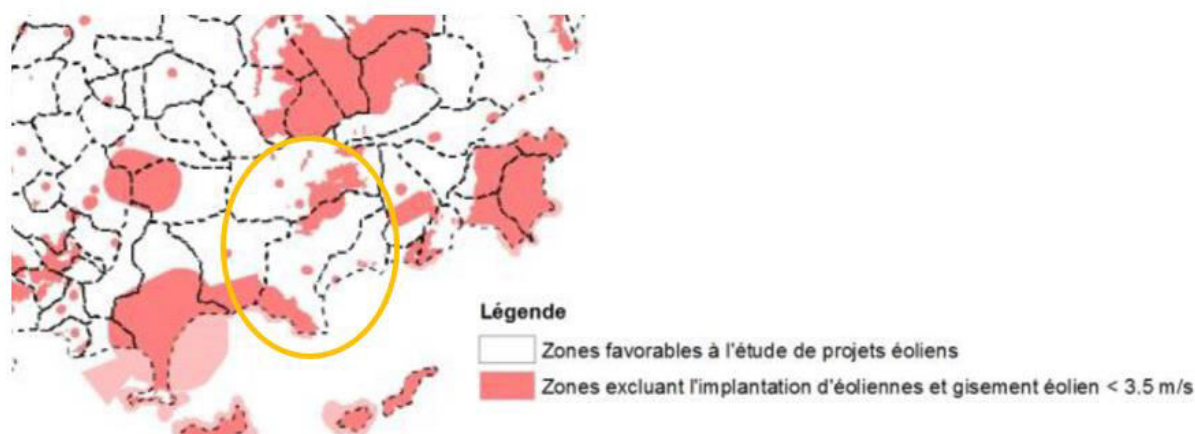 Légende
Zones favorables à l'étude de projets éoliens
Zones excluant l'implantation d'éoliennes et gisement éolien < 3.5 m/s